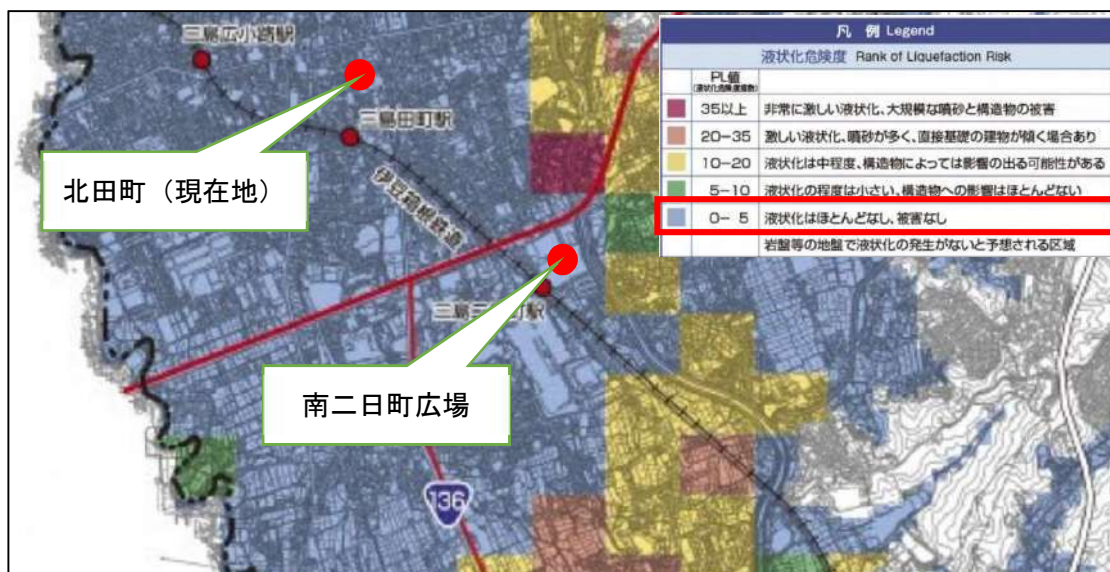 三島広小路駅
三島田町駅
北田町（現在地）
伊豆箱根鉄道
南二日町広場
136
凡 例 Legend
液状化危険度 Rank of Liquefaction Risk
PL値
(液状化危険度指数)
35以上 非常に激しい液状化、大規模な噴砂と構造物の被害
20－35 激しい液状化、噴砂が多く、直接基礎の建物が傾く場合あり
10－20 液状化は中程度、構造物によっては影響の出る可能性がある
5－10 液状化の程度は小さい、構造物への影響はほとんどない
0－ 5 液状化はほとんどなし、被害なし
岩盤等の地盤で液状化の発生がないと予想される区域